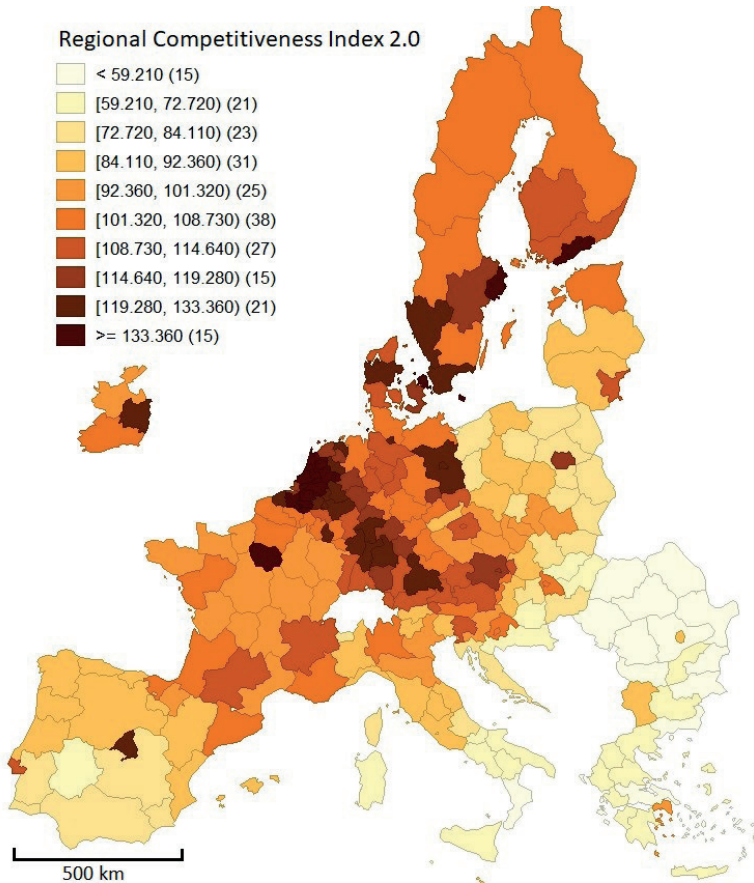 Regional Competitiveness Index 2.0
< 59.210 (15)
[59.210, 72.720) (21)
[72.720, 84.110) (23)
[84.110, 92.360) (31)
[92.360, 101.320) (25)
[101.320, 108.730) (38)
[108.730, 114.640) (27)
[114.640, 119.280) (15)
[119.280, 133.360) (21)
>= 133.360 (15)
500 km